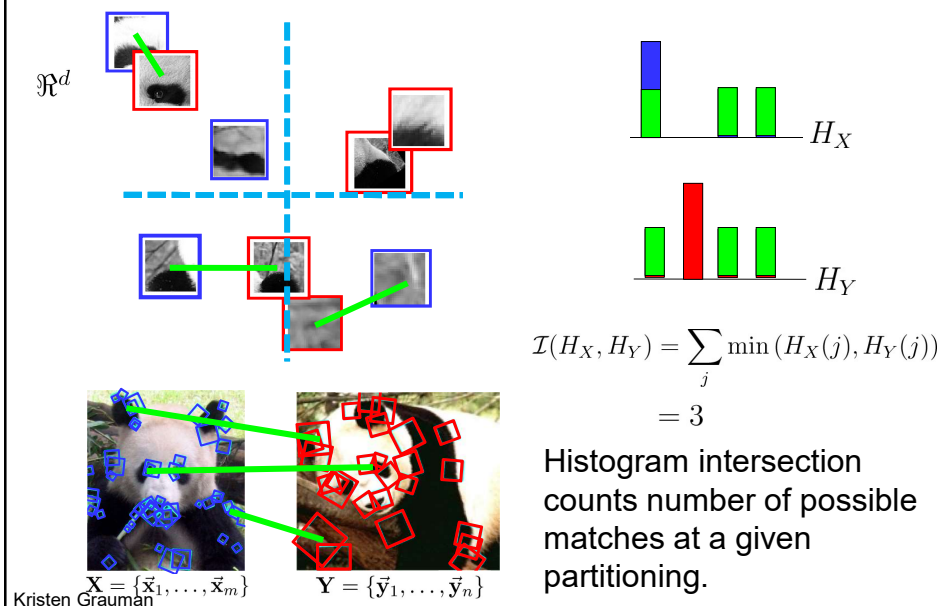 ℜ^d
H_X
H_Y
I(H_X, H_Y) = ∑_j min (H_X(j), H_Y(j))
= 3
Histogram intersection
counts number of possible
matches at a given
partitioning.
X = {x⃗_1, . . . , x⃗_m}
Y = {y⃗_1, . . . , y⃗_n}
Kristen Grauman